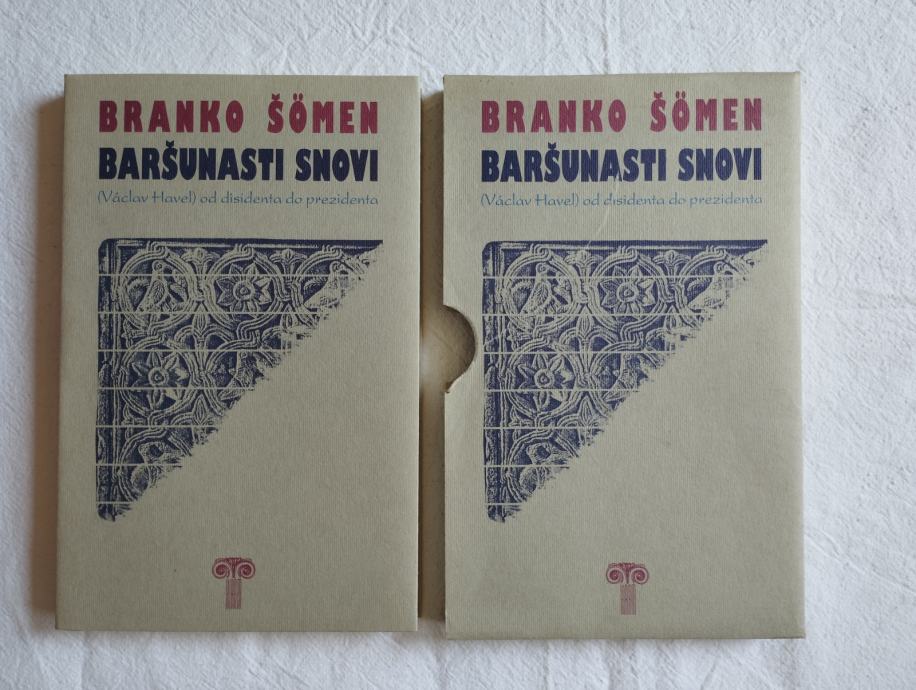 BRANKO ŠÖMEN
BARŠUNASTI SNOVI
(Václav Havel) od disidenta do prezidenta
BRANKO ŠÖMEN
BARŠUNASTI SNOVI
(Václav Havel) od disidenta do prezidenta